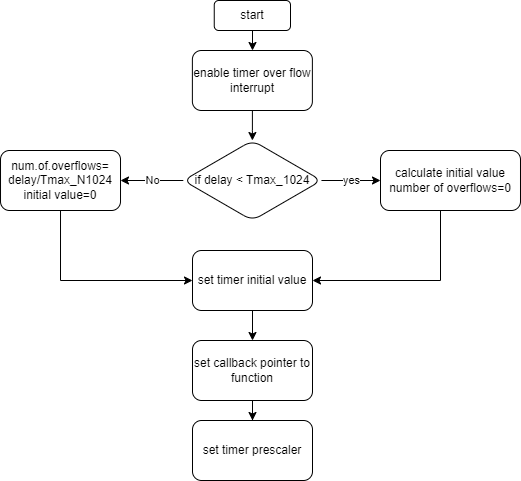 start
enable timer over flow
interrupt
num.of.overflows=
delay/Tmax_N1024
initial value=0
No
if delay < Tmax_1024
yes
calculate initial value
number of overflows=0
set timer initial value
set callback pointer to
function
set timer prescaler